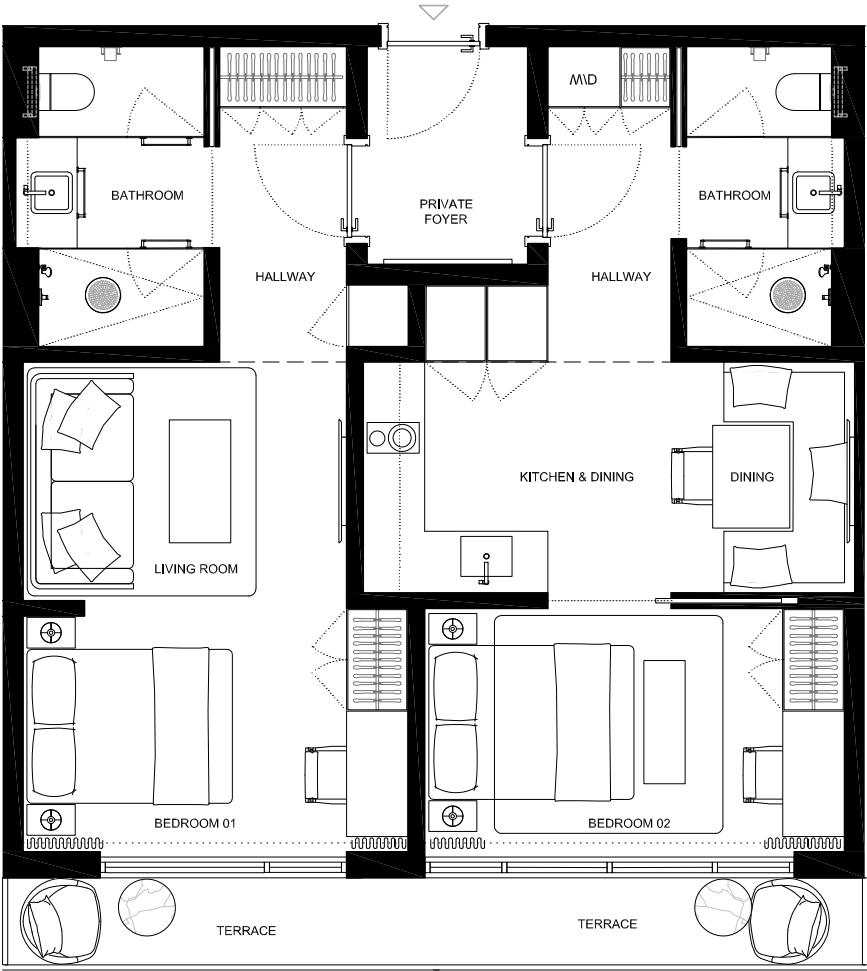 M\D
BATHROOM
PRIVATE
FOYER
BATHROOM
HALLWAY
HALLWAY
KITCHEN & DINING
DINING
LIVING ROOM
BEDROOM 01
BEDROOM 02
TERRACE
TERRACE